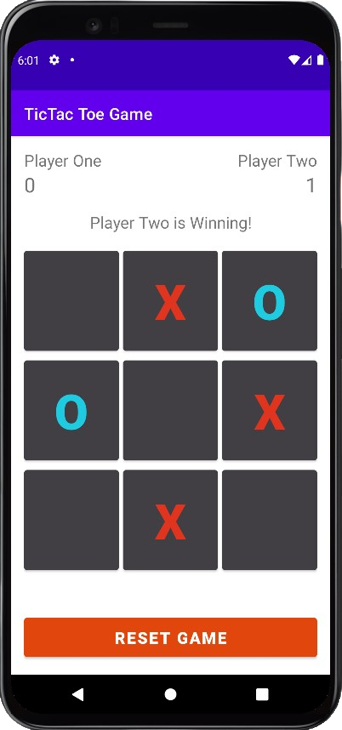 6:01
TicTac Toe Game
Player One Player Two
0 1
Player Two is Winning!
X O
O X
X
RESET GAME